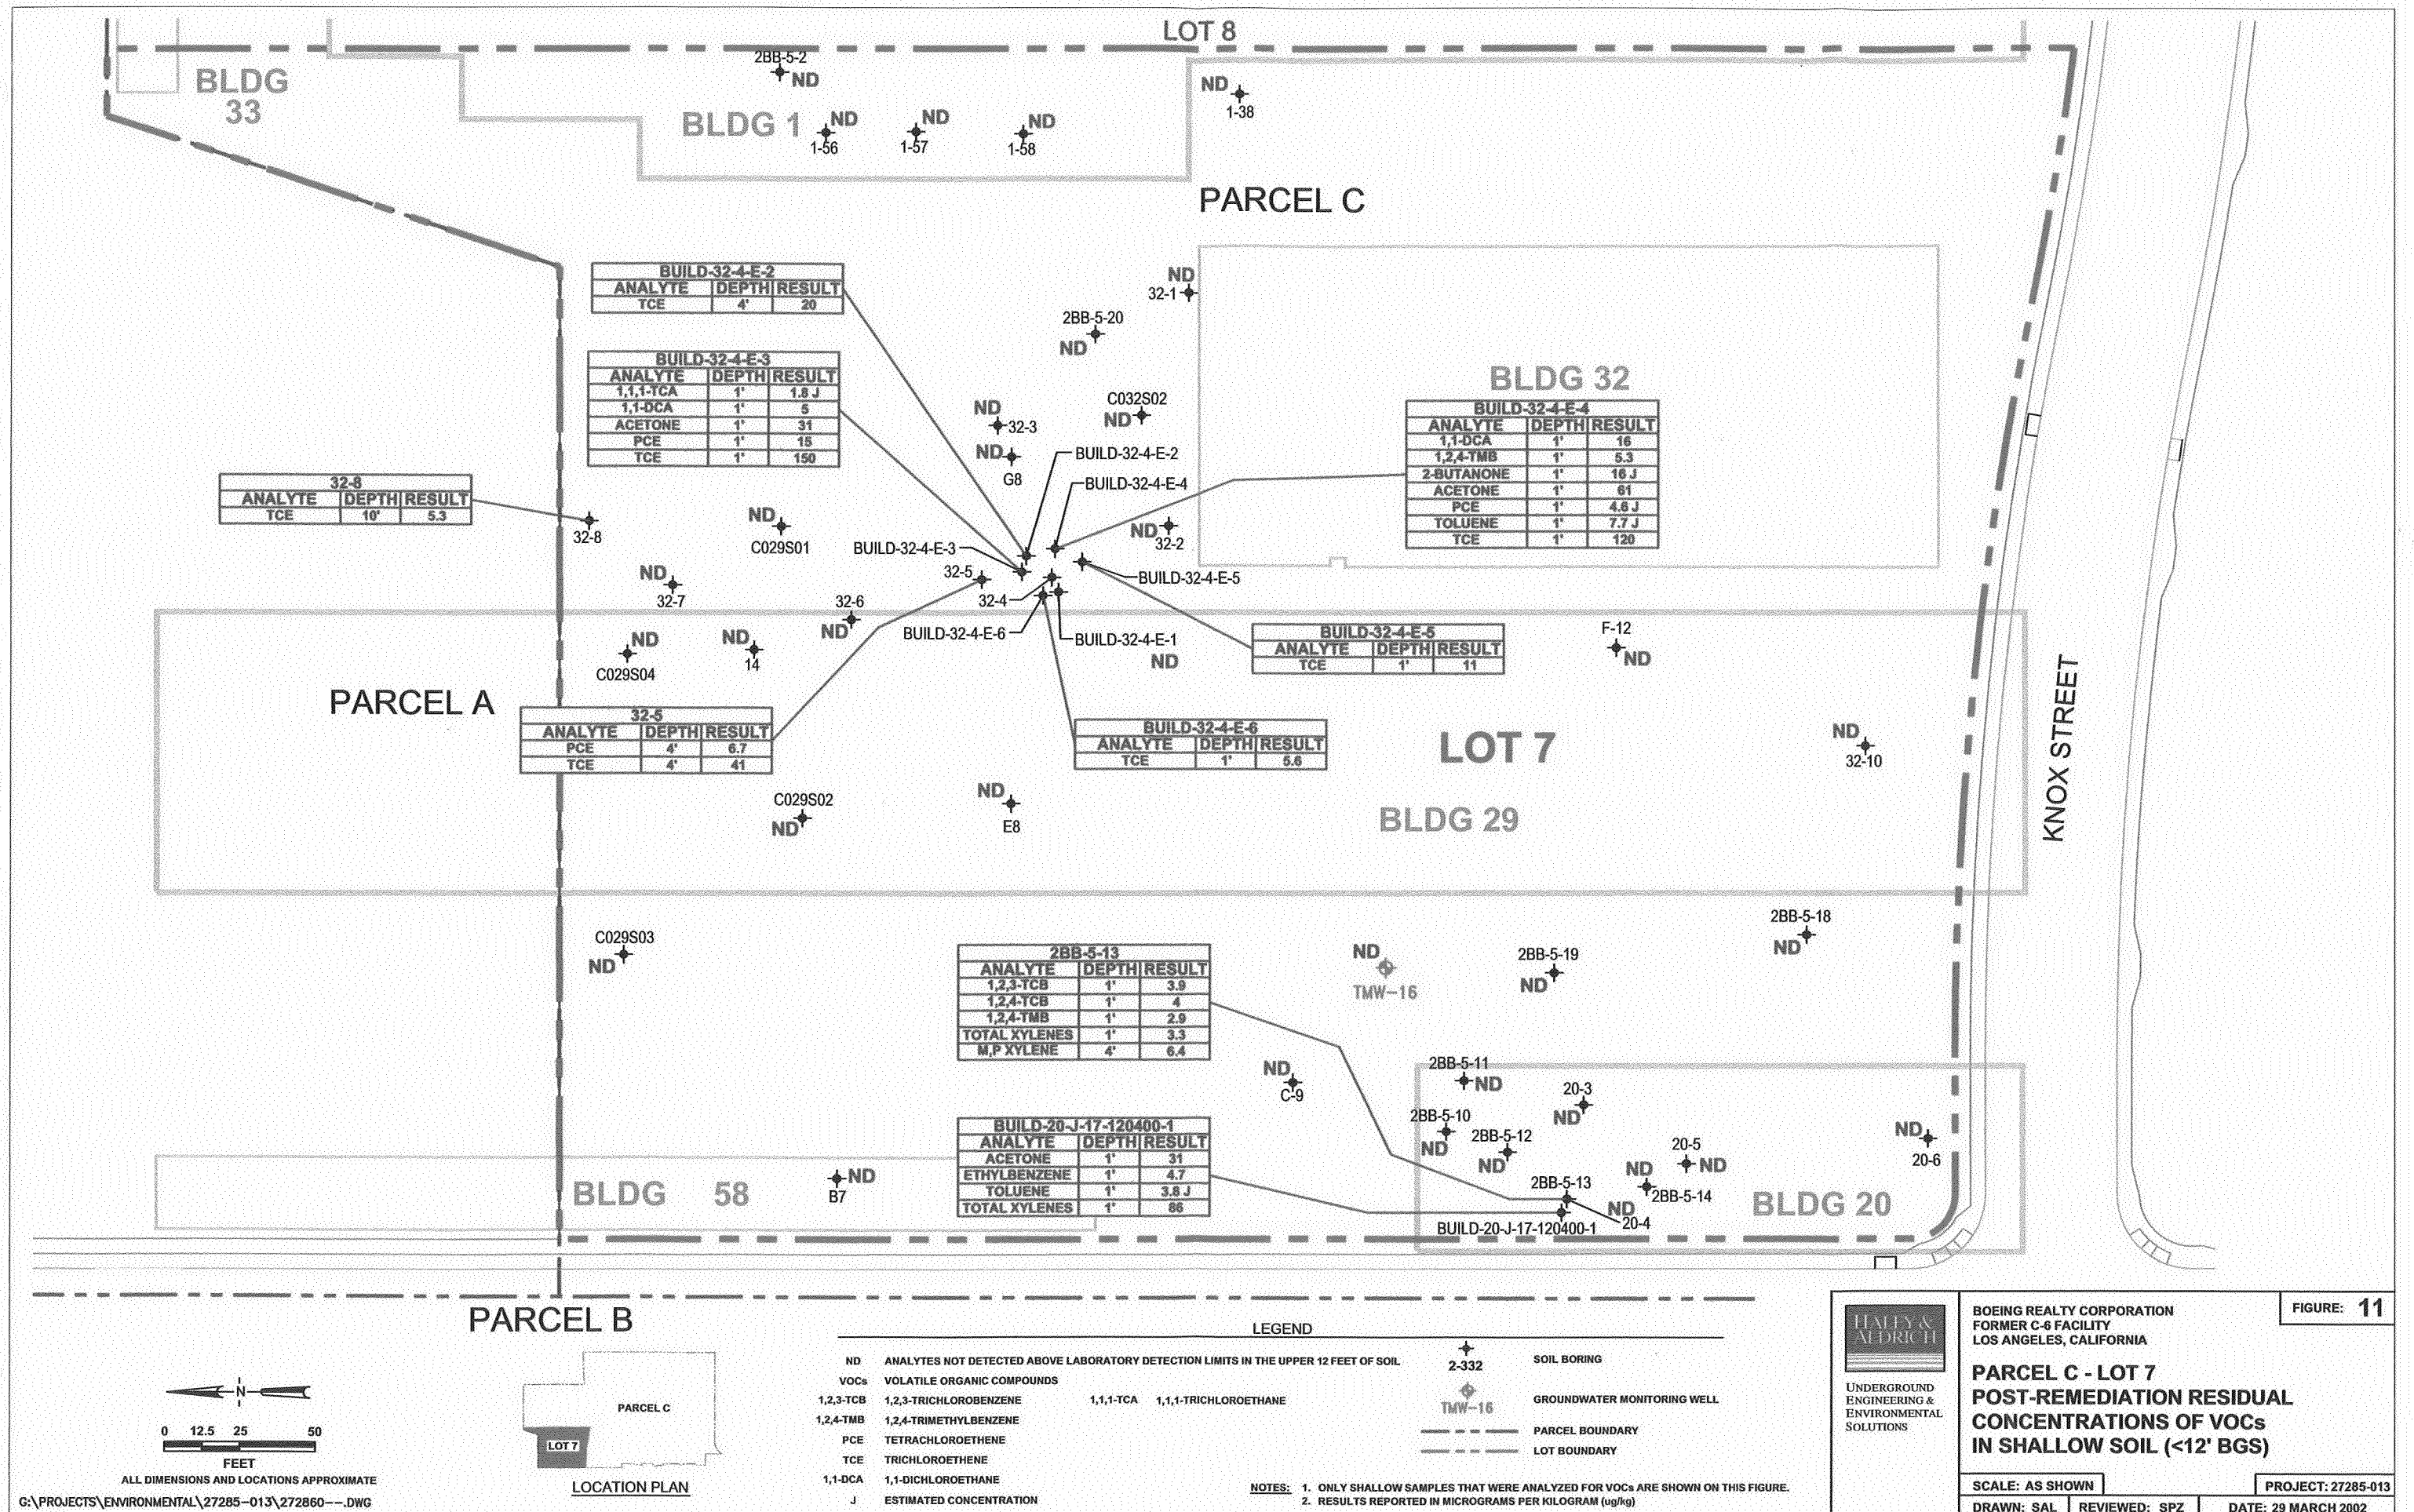 LOT 8
BLDG
33
2BB-5-2
ND
BLDG 1
ND
1-56
ND
1-57
ND
1-58
ND
1-38
PARCEL C
BUILD-32-4-E-2
ANALYTE DEPTH RESULT
TCE 4' 20
ND
32-1
2BB-5-20
ND
BUILD-32-4-E-3
ANALYTE DEPTH RESULT
1,1,1-TCA 1' 1.8 J
1,1-DCA 1' 5
ACETONE 1' 31
PCE 1' 15
TCE 1' 150
BLDG 32
BUILD-32-4-E-4
ANALYTE DEPTH RESULT
1,1-DCA 1' 16
1,2,4-TMB 1' 5.3
2-BUTANONE 1' 16 J
ACETONE 1' 61
PCE 1' 4.6 J
TOLUENE 1' 7.7 J
TCE 1' 120
C032S02
ND
ND
32-3
ND
G8
BUILD-32-4-E-2
BUILD-32-4-E-4
32-8
ANALYTE DEPTH RESULT
TCE 10' 5.3
32-8
ND
C029S01
BUILD-32-4-E-3
ND
32-2
32-5
BUILD-32-4-E-5
ND
32-7
32-4
32-6
ND
BUILD-32-4-E-6
BUILD-32-4-E-1
ND
ND
C029S04
ND
14
BUILD-32-4-E-5
ANALYTE DEPTH RESULT
TCE 1' 11
F-12
ND
PARCEL A
32-5
ANALYTE DEPTH RESULT
PCE 4' 6.7
TCE 4' 41
BUILD-32-4-E-6
ANALYTE DEPTH RESULT
TCE 1' 5.6
LOT 7
ND
32-10
KNOX STREET
C029S02
ND
ND
E8
BLDG 29
C029S03
ND
2BB-5-13
ANALYTE DEPTH RESULT
1,2,3-TCB 1' 3.9
1,2,4-TCB 1' 4
1,2,4-TMB 1' 2.9
TOTAL XYLENES 1' 3.3
M,P XYLENE 4' 6.4
ND
TMW-16
2BB-5-19
ND
2BB-5-18
ND
ND
C-9
2BB-5-11
ND
20-3
ND
2BB-5-10
ND
2BB-5-12
ND
20-5
ND
ND
20-6
BUILD-20-J-17-120400-1
ANALYTE DEPTH RESULT
ACETONE 1' 31
ETHYLBENZENE 1' 4.7
TOLUENE 1' 3.8 J
TOTAL XYLENES 1' 86
BLDG 58
ND
B7
2BB-5-13
ND
2BB-5-14
ND
20-4
BUILD-20-J-17-120400-1
BLDG 20
PARCEL B
N
0 12.5 25 50
FEET
ALL DIMENSIONS AND LOCATIONS APPROXIMATE
G:\PROJECTS\ENVIRONMENTAL\27285-013\272860--.DWG
PARCEL C
LOT 7
LOCATION PLAN
LEGEND
ND ANALYTES NOT DETECTED ABOVE LABORATORY DETECTION LIMITS IN THE UPPER 12 FEET OF SOIL
VOCs VOLATILE ORGANIC COMPOUNDS
1,2,3-TCB 1,2,3-TRICHLOROBENZENE 1,1,1-TCA 1,1,1-TRICHLOROETHANE
1,2,4-TMB 1,2,4-TRIMETHYLBENZENE
PCE TETRACHLOROETHENE
TCE TRICHLOROETHENE
1,1-DCA 1,1-DICHLOROETHANE
J ESTIMATED CONCENTRATION
2-332 SOIL BORING
TMW-16 GROUNDWATER MONITORING WELL
PARCEL BOUNDARY
LOT BOUNDARY
NOTES: 1. ONLY SHALLOW SAMPLES THAT WERE ANALYZED FOR VOCs ARE SHOWN ON THIS FIGURE.
2. RESULTS REPORTED IN MICROGRAMS PER KILOGRAM (ug/kg)
HALEY &
ALDRICH
UNDERGROUND
ENGINEERING &
ENVIRONMENTAL
SOLUTIONS
BOEING REALTY CORPORATION
FORMER C-6 FACILITY
LOS ANGELES, CALIFORNIA
FIGURE: 11
PARCEL C - LOT 7
POST-REMEDIATION RESIDUAL
CONCENTRATIONS OF VOCs
IN SHALLOW SOIL (<12' BGS)
SCALE: AS SHOWN
PROJECT: 27285-013
DRAWN: SAL REVIEWED: SPZ DATE: 29 MARCH 2002